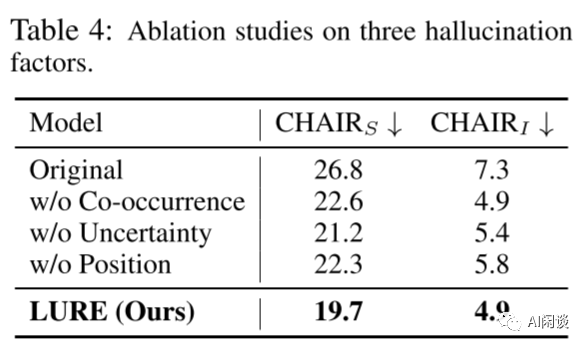 Table 4: Ablation studies on three hallucination
factors.
Model CHAIR_S ↓ CHAIR_I ↓
Original 26.8 7.3
w/o Co-occurrence 22.6 4.9
w/o Uncertainty 21.2 5.4
w/o Position 22.3 5.8
LURE (Ours) 19.7 4.9
AI闲谈